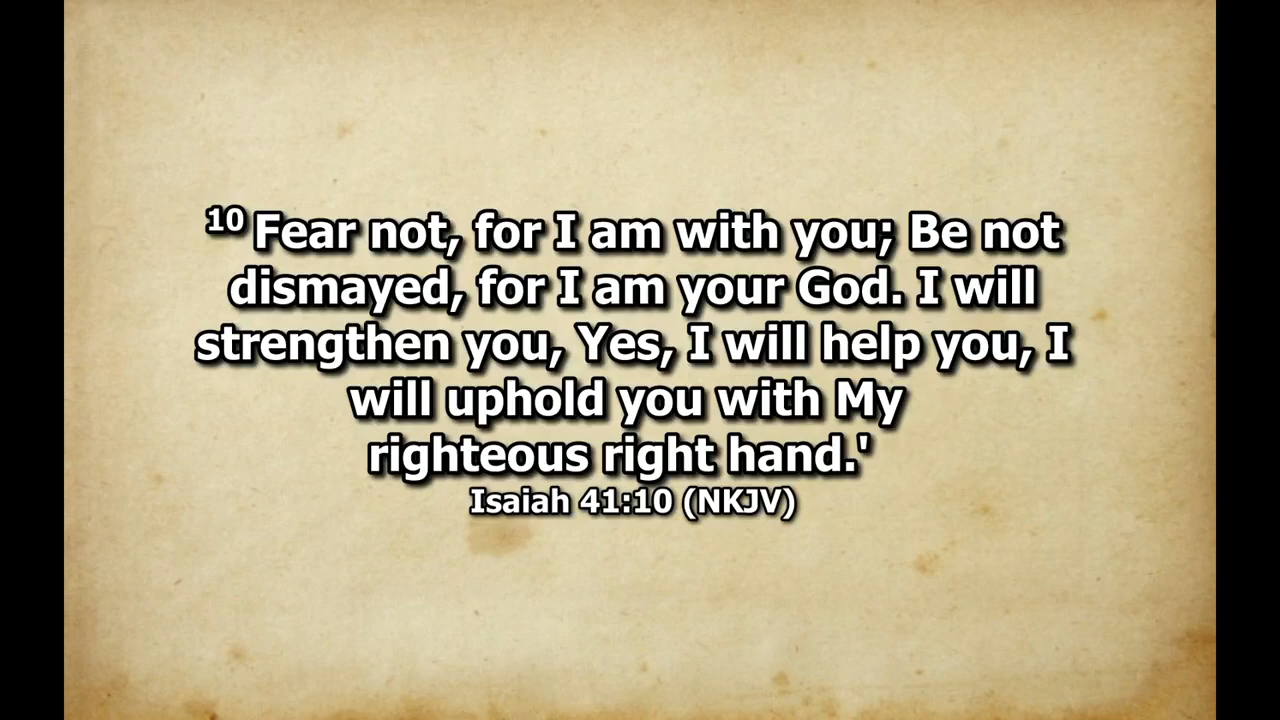 10 Fear not, for I am with you; Be not
dismayed, for I am your God. I will
strengthen you, Yes, I will help you, I
will uphold you with My
righteous right hand.'
Isaiah 41:10 (NKJV)